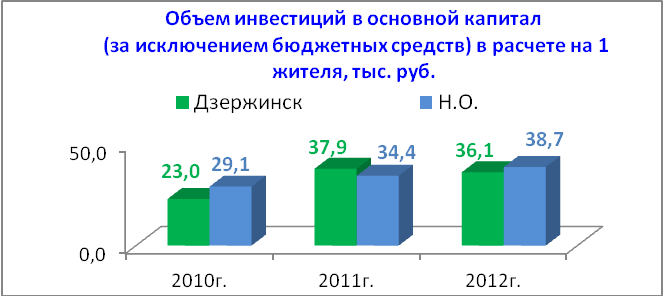 Объем инвестиций в основной капитал
(за исключением бюджетных средств) в расчете на 1
жителя, тыс. руб.
Дзержинск Н.О.
50,0
0,0
23,0 29,1 37,9 34,4 36,1 38,7
2010г. 2011г. 2012г.